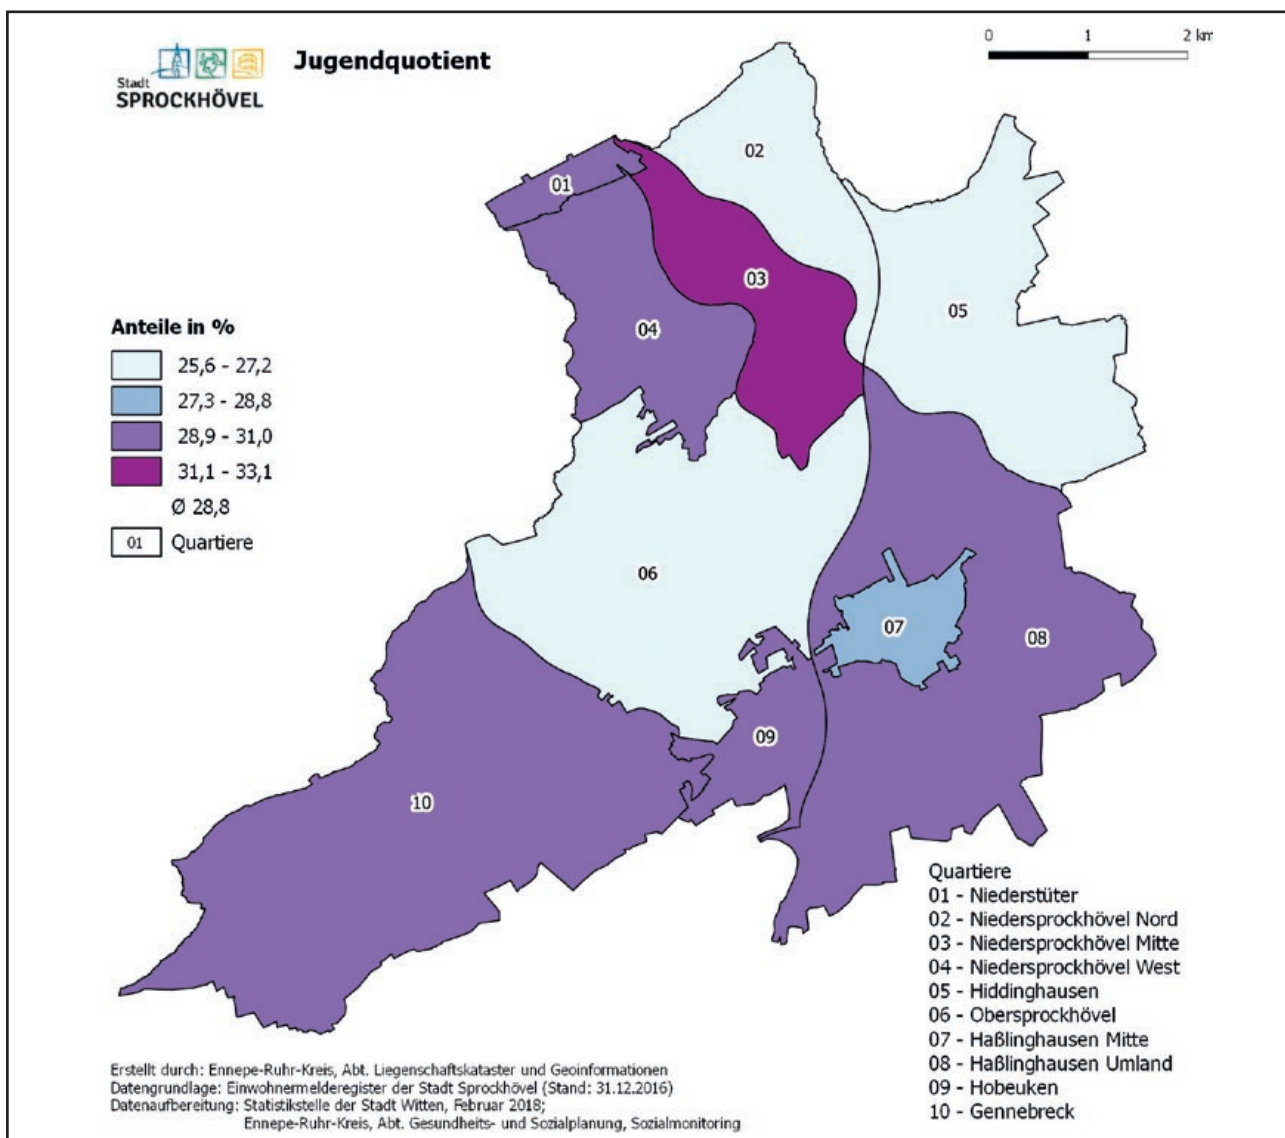 Stadt
SPROCKHÖVEL
Jugendquotient
0 1 2 km
02
01
03
05
04
Anteile in %
25,6 - 27,2
27,3 - 28,8
28,9 - 31,0
31,1 - 33,1
Ø 28,8
01 Quartiere
06
07
08
09
10
Quartiere
01 - Niederstüter
02 - Niedersprockhövel Nord
03 - Niedersprockhövel Mitte
04 - Niedersprockhövel West
05 - Hiddinghausen
06 - Obersprockhövel
07 - Haßlinghausen Mitte
08 - Haßlinghausen Umland
09 - Hobeuken
10 - Gennebreck
Erstellt durch: Ennepe-Ruhr-Kreis, Abt. Liegenschaftskataster und Geoinformationen
Datengrundlage: Einwohnermelderegister der Stadt Sprockhövel (Stand: 31.12.2016)
Datenaufbereitung: Statistikstelle der Stadt Witten, Februar 2018;
Ennepe-Ruhr-Kreis, Abt. Gesundheits- und Sozialplanung, Sozialmonitoring